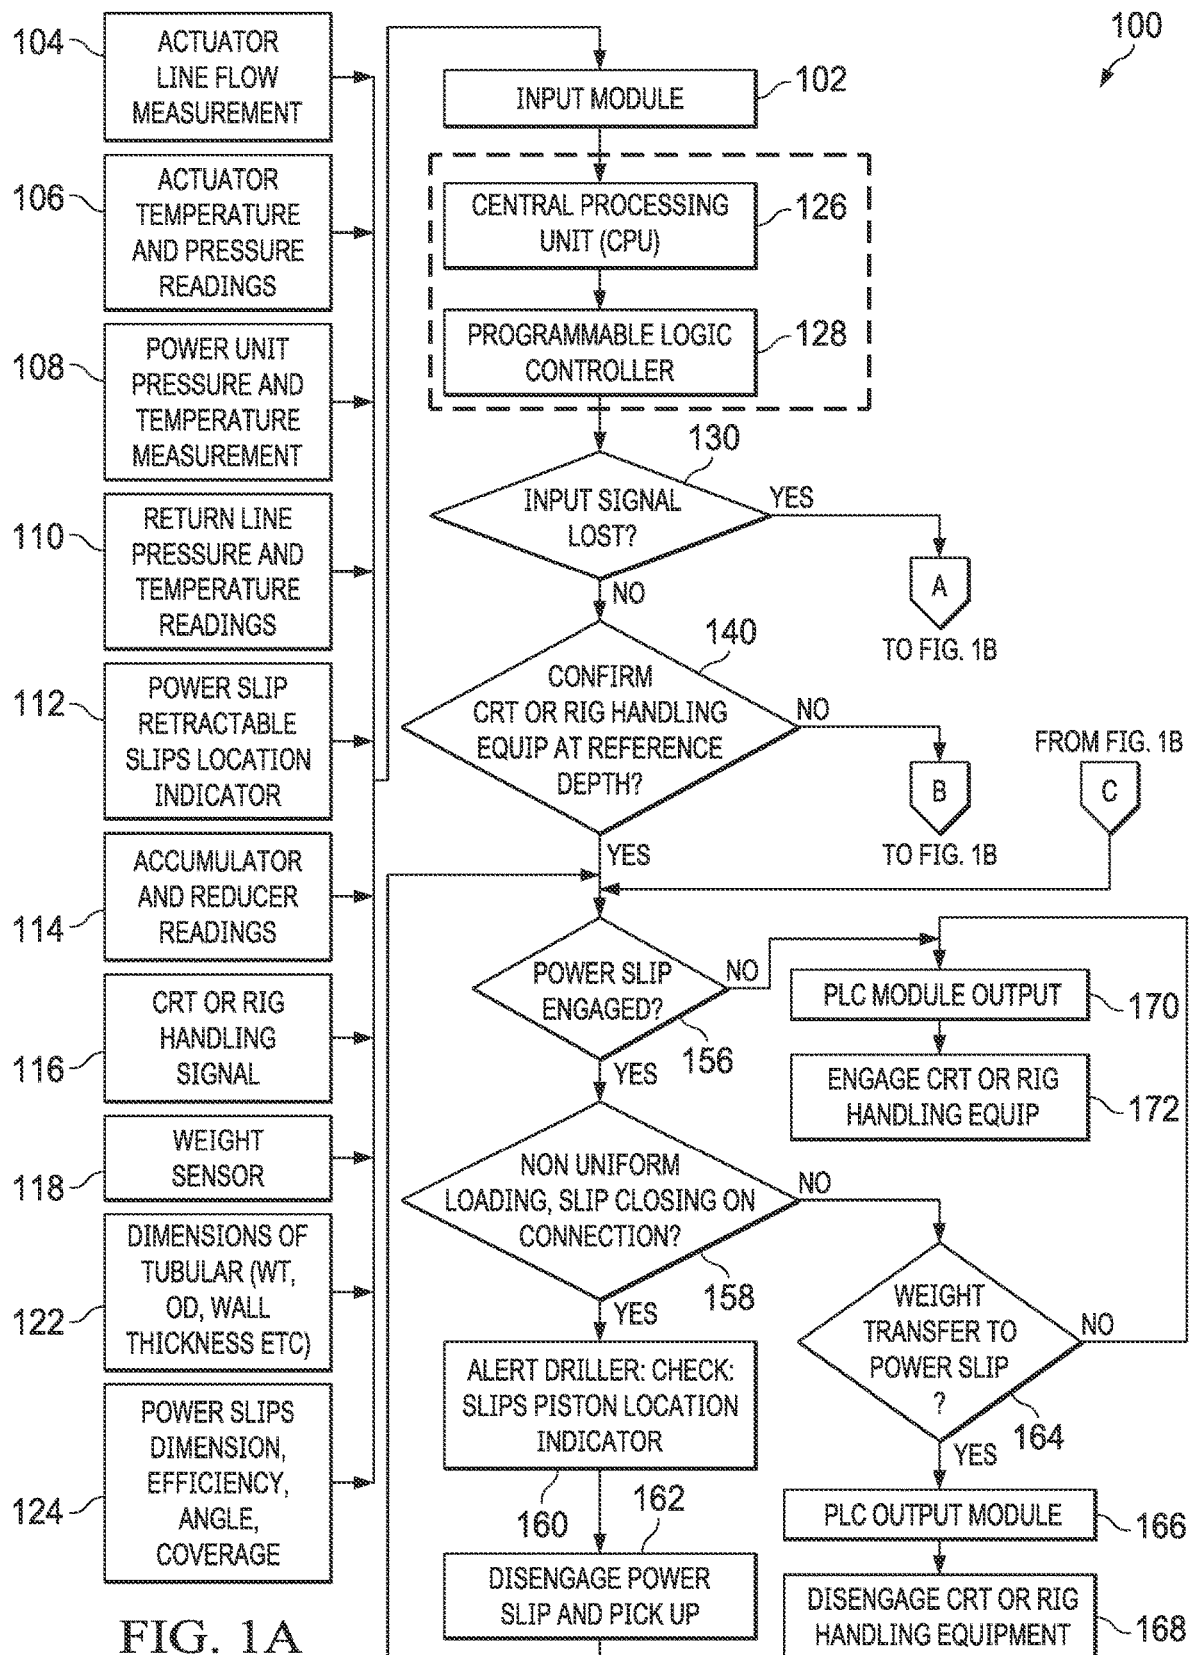 100
104
ACTUATOR
LINE FLOW
MEASUREMENT
106
ACTUATOR
TEMPERATURE
AND PRESSURE
READINGS
108
POWER UNIT
PRESSURE AND
TEMPERATURE
MEASUREMENT
110
RETURN LINE
PRESSURE AND
TEMPERATURE
READINGS
112
POWER SLIP
RETRACTABLE
SLIPS LOCATION
INDICATOR
114
ACCUMULATOR
AND REDUCER
READINGS
116
CRT OR RIG
HANDLING
SIGNAL
118
WEIGHT
SENSOR
122
DIMENSIONS OF
TUBULAR (WT,
OD, WALL
THICKNESS ETC)
124
POWER SLIPS
DIMENSION,
EFFICIENCY,
ANGLE,
COVERAGE
INPUT MODULE
102
CENTRAL PROCESSING
UNIT (CPU)
126
PROGRAMMABLE LOGIC
CONTROLLER
128
130
INPUT SIGNAL
LOST?
YES
A
TO FIG. 1B
NO
140
CONFIRM
CRT OR RIG HANDLING
EQUIP AT REFERENCE
DEPTH?
NO
B
TO FIG. 1B
FROM FIG. 1B
C
YES
POWER SLIP
ENGAGED?
156
NO
PLC MODULE OUTPUT
170
ENGAGE CRT OR RIG
HANDLING EQUIP
172
YES
NON UNIFORM
LOADING, SLIP CLOSING ON
CONNECTION?
158
NO
WEIGHT
TRANSFER TO
POWER SLIP
?
164
NO
YES
ALERT DRILLER: CHECK:
SLIPS PISTON LOCATION
INDICATOR
160
YES
PLC OUTPUT MODULE
166
162
DISENGAGE POWER
SLIP AND PICK UP
DISENGAGE CRT OR RIG
HANDLING EQUIPMENT
168
FIG. 1A